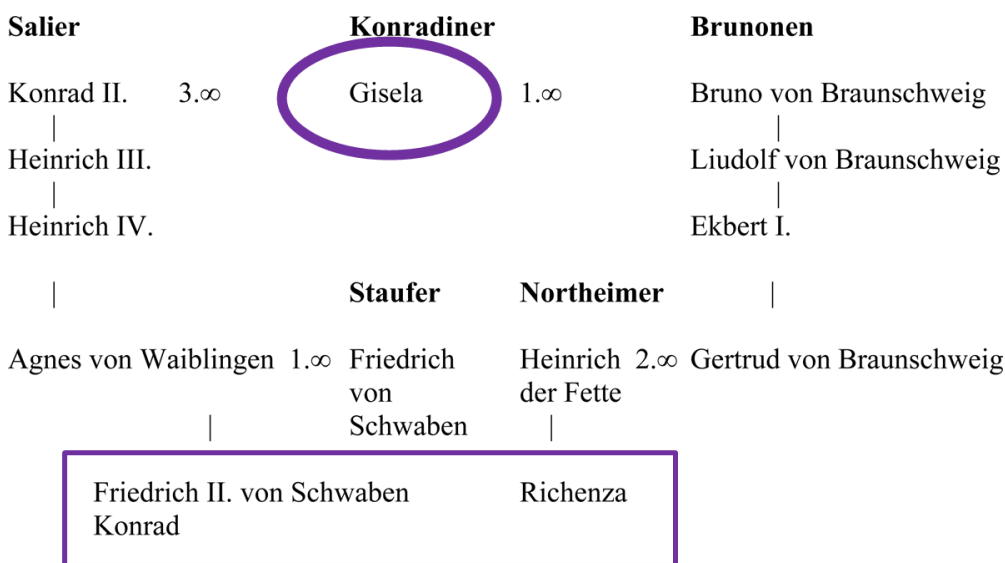 Salier Konradiner Brunonen
Konrad II. 3.∞ Gisela 1.∞ Bruno von Braunschweig
|  |
Heinrich III. Liudolf von Braunschweig
|  |
Heinrich IV. Ekbert I.
| Staufer Northeimer |
Agnes von Waiblingen 1.∞ Friedrich Heinrich 2.∞ Gertrud von Braunschweig
von der Fette
| Schwaben |
Friedrich II. von Schwaben Richenza
Konrad